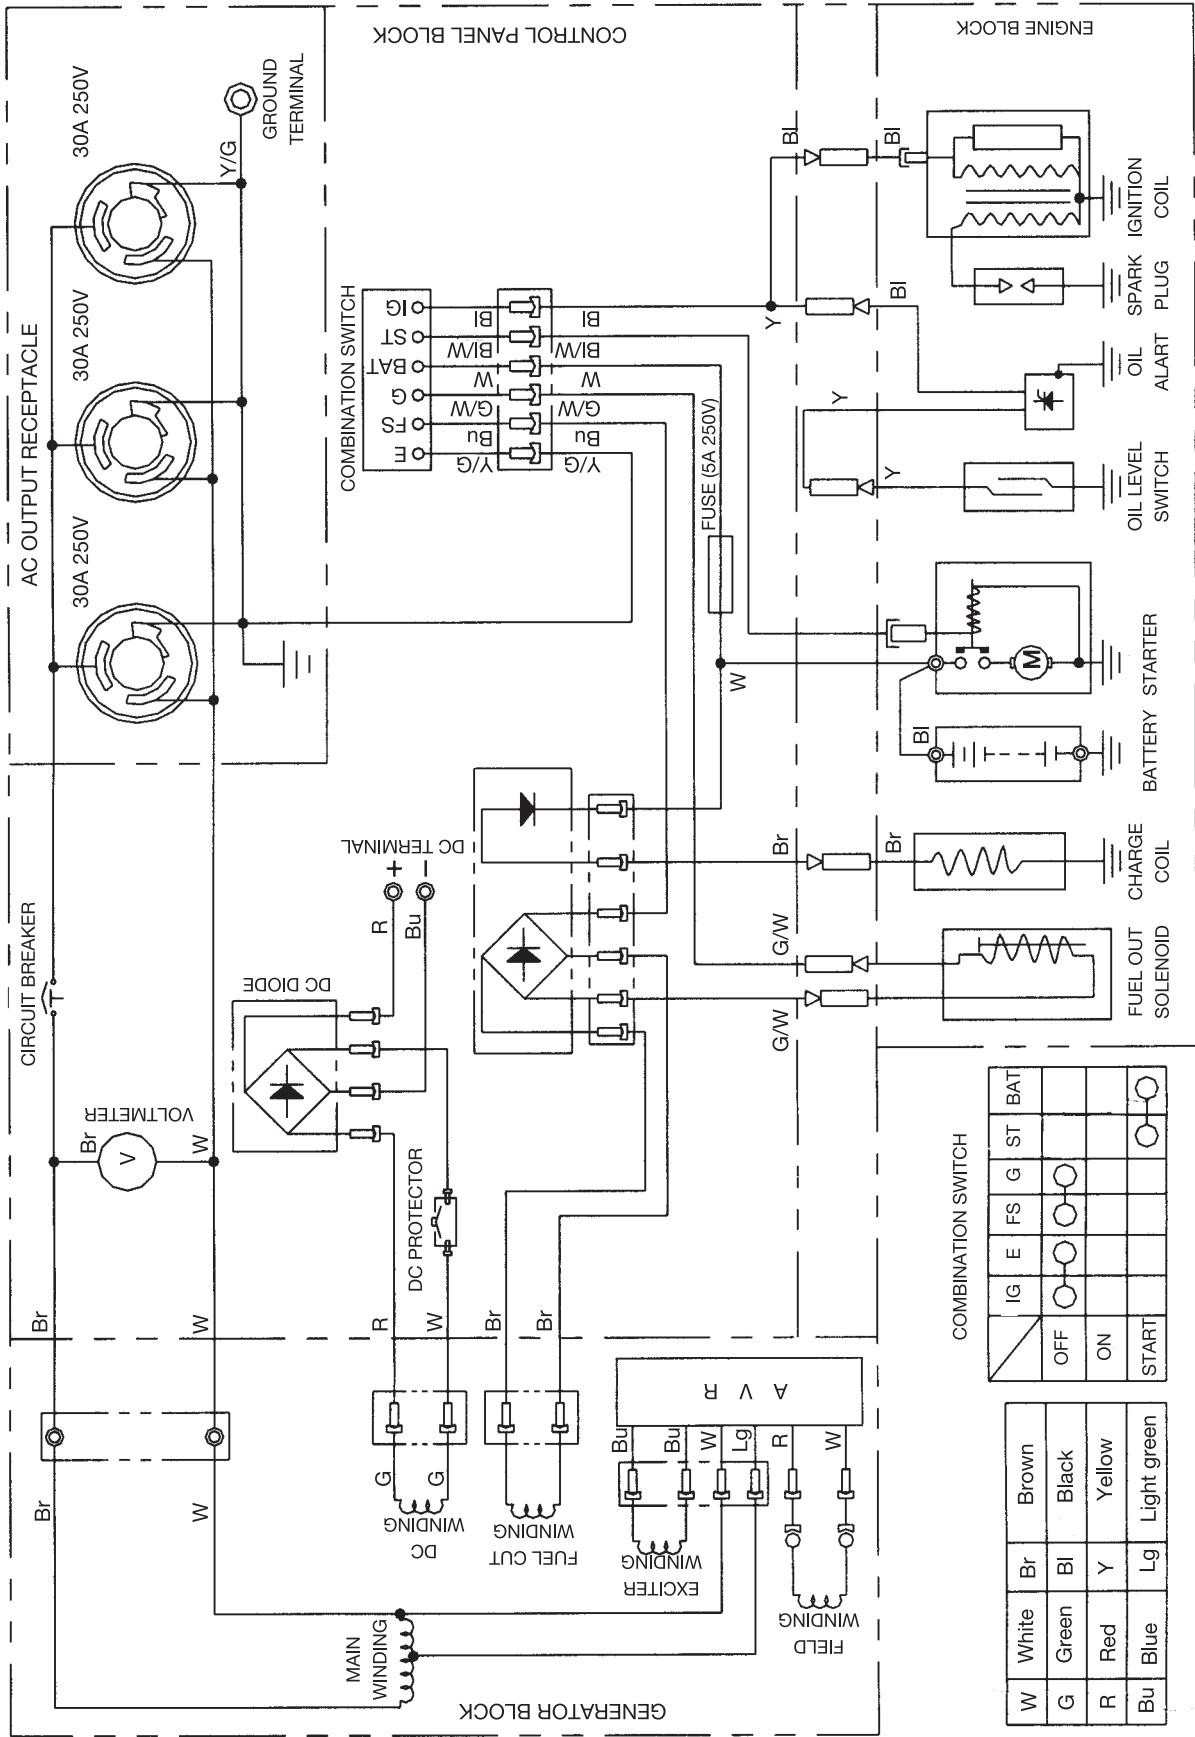 GENERATOR BLOCK
CONTROL PANEL BLOCK
ENGINE BLOCK
AC OUTPUT RECEPTACLE
30A 250V
30A 250V
30A 250V
Y/G
GROUND
TERMINAL
CIRCUIT BREAKER
VOLTMETER
V
Br
W
Br
W
Br
W
MAIN
WINDING
DC DIODE
DC TERMINAL
+
−
R
Bu
DC PROTECTOR
R
W
G
G
DC
WINDING
Br
Br
FUEL CUT
WINDING
EXCITER
WINDING
FIELD
WINDING
A V R
Bu
Bu
W
Lg
R
W
COMBINATION SWITCH
E
FS
G
BAT
ST
IG
Y/G
Bu
G/W
W
Bl/W
Bl
Y/G
Bu
G/W
W
Bl/W
Bl
FUSE (5A 250V)
W
G/W
G/W
Br
Br
Y
Bl
Bl
Bl
Y
Y
Bl
M
FUEL OUT
SOLENOID
CHARGE
COIL
BATTERY
STARTER
OIL LEVEL
SWITCH
OIL
ALART
SPARK
PLUG
IGNITION
COIL
COMBINATION SWITCH
IG E FS G ST BAT
OFF
ON
START
W White Br Brown
G Green Bl Black
R Red Y Yellow
Bu Blue Lg Light green